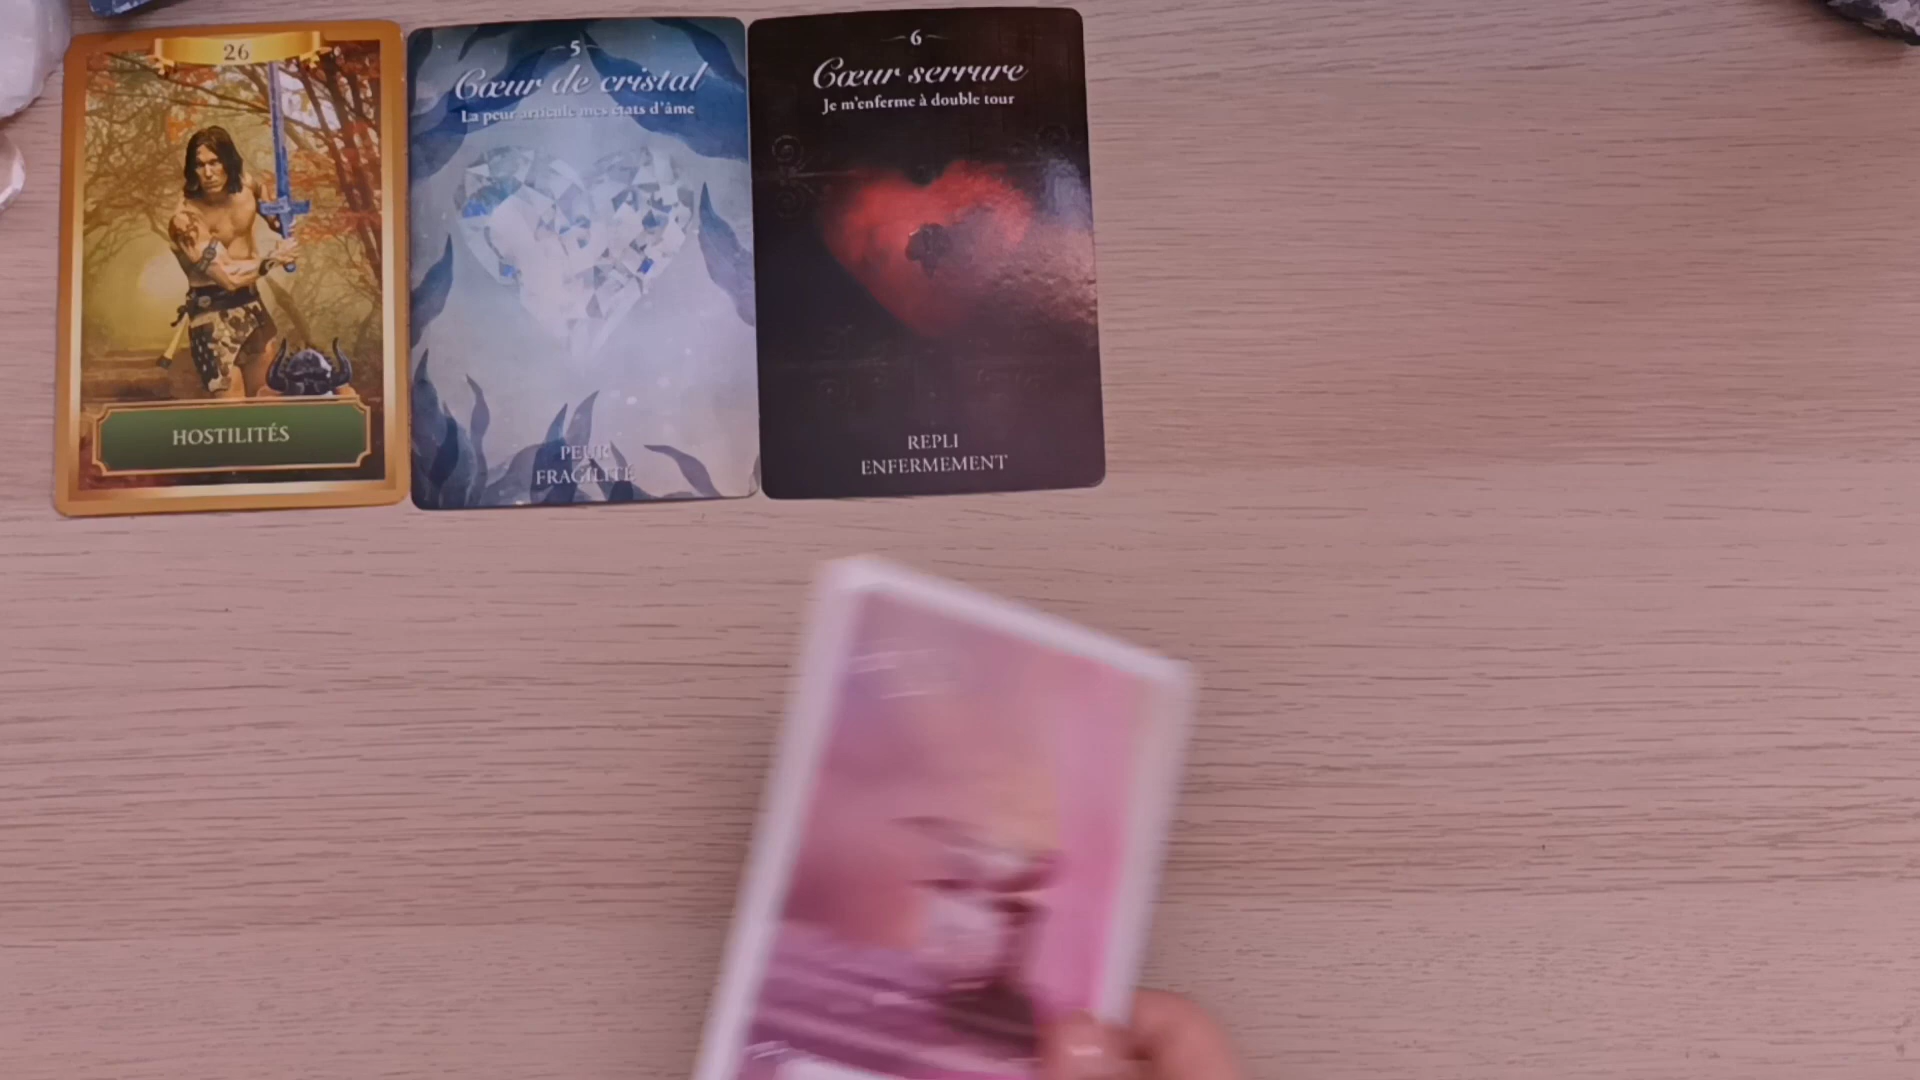 26
HOSTILITÉS
5
Cœur de cristal
La peur articule mes états d'âme
PEUR
FRAGILITÉ
6
Cœur serrure
Je m'enferme à double tour
REPLI
ENFERMEMENT